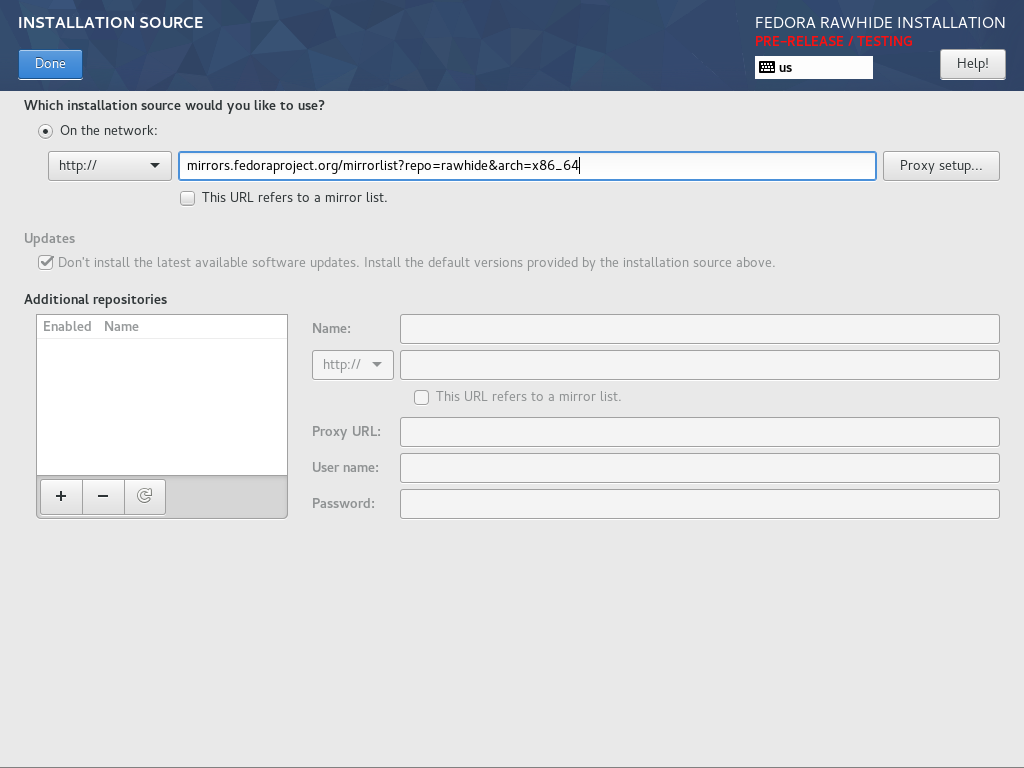 INSTALLATION SOURCE
FEDORA RAWHIDE INSTALLATION
PRE-RELEASE / TESTING
Done
us
Help!
Which installation source would you like to use?
On the network:
http://
mirrors.fedoraproject.org/mirrorlist?repo=rawhide&arch=x86_64
Proxy setup...
This URL refers to a mirror list.
Updates
Don't install the latest available software updates. Install the default versions provided by the installation source above.
Additional repositories
Enabled Name
Name:
http://
This URL refers to a mirror list.
Proxy URL:
User name:
Password: